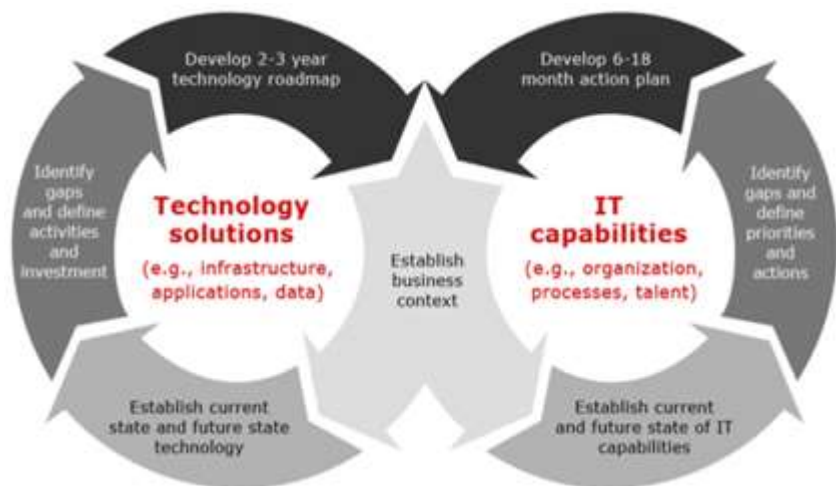 Develop 2-3 year
technology roadmap
Develop 6-18
month action plan
Identify
gaps
and define
activities
and
investment
Technology
solutions
(e.g., infrastructure,
applications, data)
Establish
business
context
IT
capabilities
(e.g., organization,
processes, talent)
Identify
gaps and
define
priorities
and
actions
Establish current
state and future state
technology
Establish current
and future state of IT
capabilities